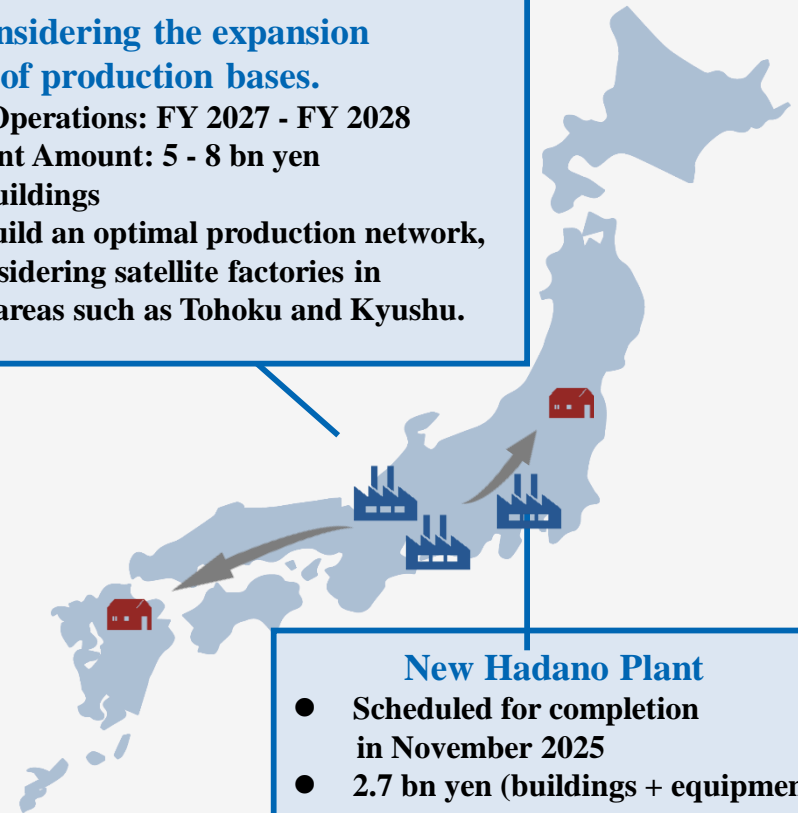 nsidering the expansion
of production bases.
Operations: FY 2027 - FY 2028
nt Amount: 5 - 8 bn yen
uildings
uild an optimal production network,
sidering satellite factories in
areas such as Tohoku and Kyushu.
New Hadano Plant
● Scheduled for completion
in November 2025
● 2.7 bn yen (buildings + equipmen